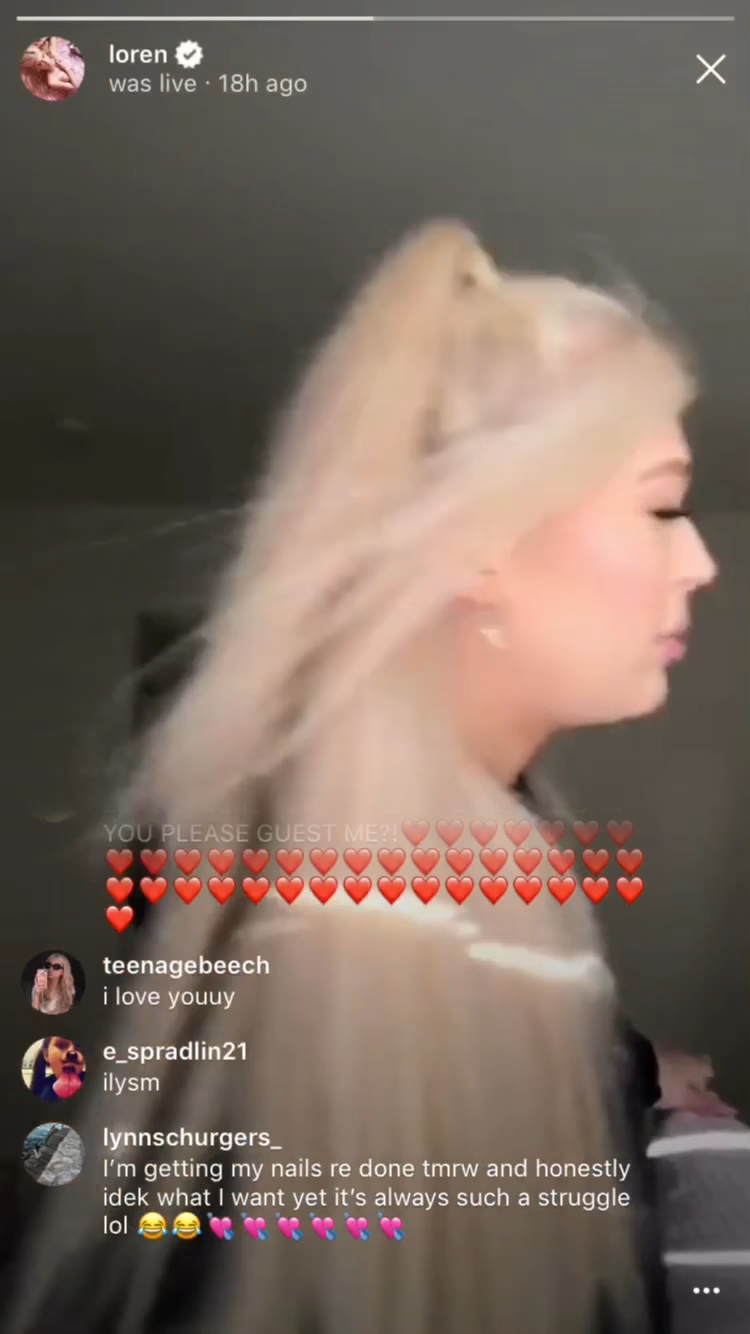 loren
was live · 18h ago
YOU PLEASE GUEST ME?!❤️❤️❤️❤️❤️❤️❤️
❤️❤️❤️❤️❤️❤️❤️❤️❤️❤️❤️❤️❤️❤️❤️❤️
❤️❤️❤️❤️❤️❤️❤️❤️❤️❤️❤️❤️❤️❤️❤️❤️
❤️
teenagebeech
i love youuy
e_spradlin21
ilysm
lynnschurgers_
I’m getting my nails re done tmrw and honestly
idek what I want yet it’s always such a struggle
lol 😂😂💘💘💘💘💘💘